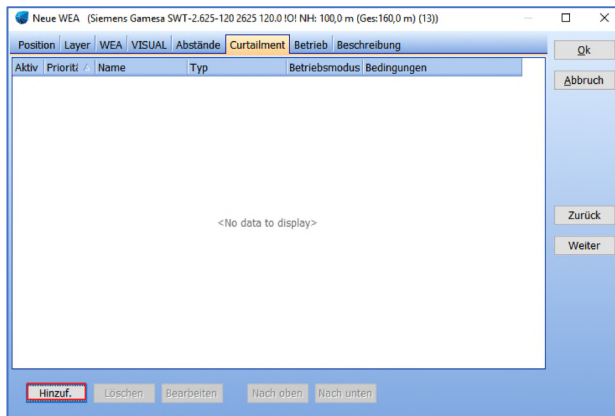 Neue WEA (Siemens Gamesa SWT-2.625-120 2625 120.0 !O! NH: 100,0 m (Ges:160,0 m) (13))
Position Layer WEA VISUAL Abstände Curtailment Betrieb Beschreibung
Ok
Aktiv Priorit Name Typ Betriebsmodus Bedingungen
Abbruch
<No data to display>
Zurück
Weiter
Hinzuf. Löschen Bearbeiten Nach oben Nach unten